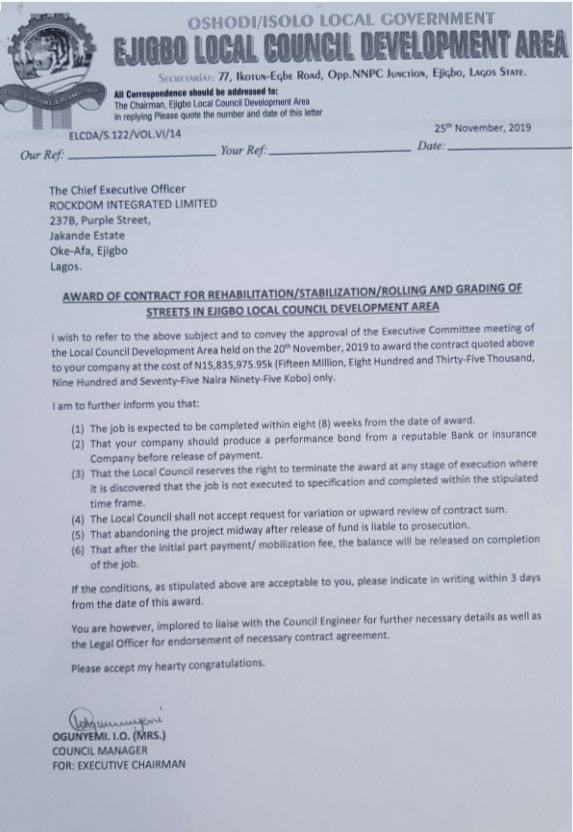 OSHODI/ISOLO LOCAL GOVERNMENT
EJIGBO LOCAL COUNCIL DEVELOPMENT AREA
SECRETARIAT: 77, IKOTUN-EGBE ROAD, OPP.NNPC JUNCTION, EJIGBO, LAGOS STATE.
All Correspondence should be addressed to:
The Chairman, Ejigbo Local Council Development Area
In replying Please quote the number and date of this letter
ELCDA/S.122/VOL.VI/14
25th November, 2019
Our Ref: Your Ref: Date:
The Chief Executive Officer
ROCKDOM INTEGRATED LIMITED
237B, Purple Street,
Jakande Estate
Oke-Afa, Ejigbo
Lagos.
AWARD OF CONTRACT FOR REHABILITATION/STABILIZATION/ROLLING AND GRADING OF
STREETS IN EJIGBO LOCAL COUNCIL DEVELOPMENT AREA
I wish to refer to the above subject and to convey the approval of the Executive Committee meeting of
the Local Council Development Area held on the 20th November, 2019 to award the contract quoted above
to your company at the cost of N15,835,975.95k (Fifteen Million, Eight Hundred and Thirty-Five Thousand,
Nine Hundred and Seventy-Five Naira Ninety-Five Kobo) only.
I am to further inform you that:
(1) The job is expected to be completed within eight (8) weeks from the date of award.
(2) That your company should produce a performance bond from a reputable Bank or Insurance
Company before release of payment.
(3) That the Local Council reserves the right to terminate the award at any stage of execution where
it is discovered that the job is not executed to specification and completed within the stipulated
time frame.
(4) The Local Council shall not accept request for variation or upward review of contract sum.
(5) That abandoning the project midway after release of fund is liable to prosecution.
(6) That after the initial part payment/ mobilization fee, the balance will be released on completion
of the job.
If the conditions, as stipulated above are acceptable to you, please indicate in writing within 3 days
from the date of this award.
You are however, implored to liaise with the Council Engineer for further necessary details as well as
the Legal Officer for endorsement of necessary contract agreement.
Please accept my hearty congratulations.
OGUNYEMI. I.O. (MRS.)
COUNCIL MANAGER
FOR: EXECUTIVE CHAIRMAN